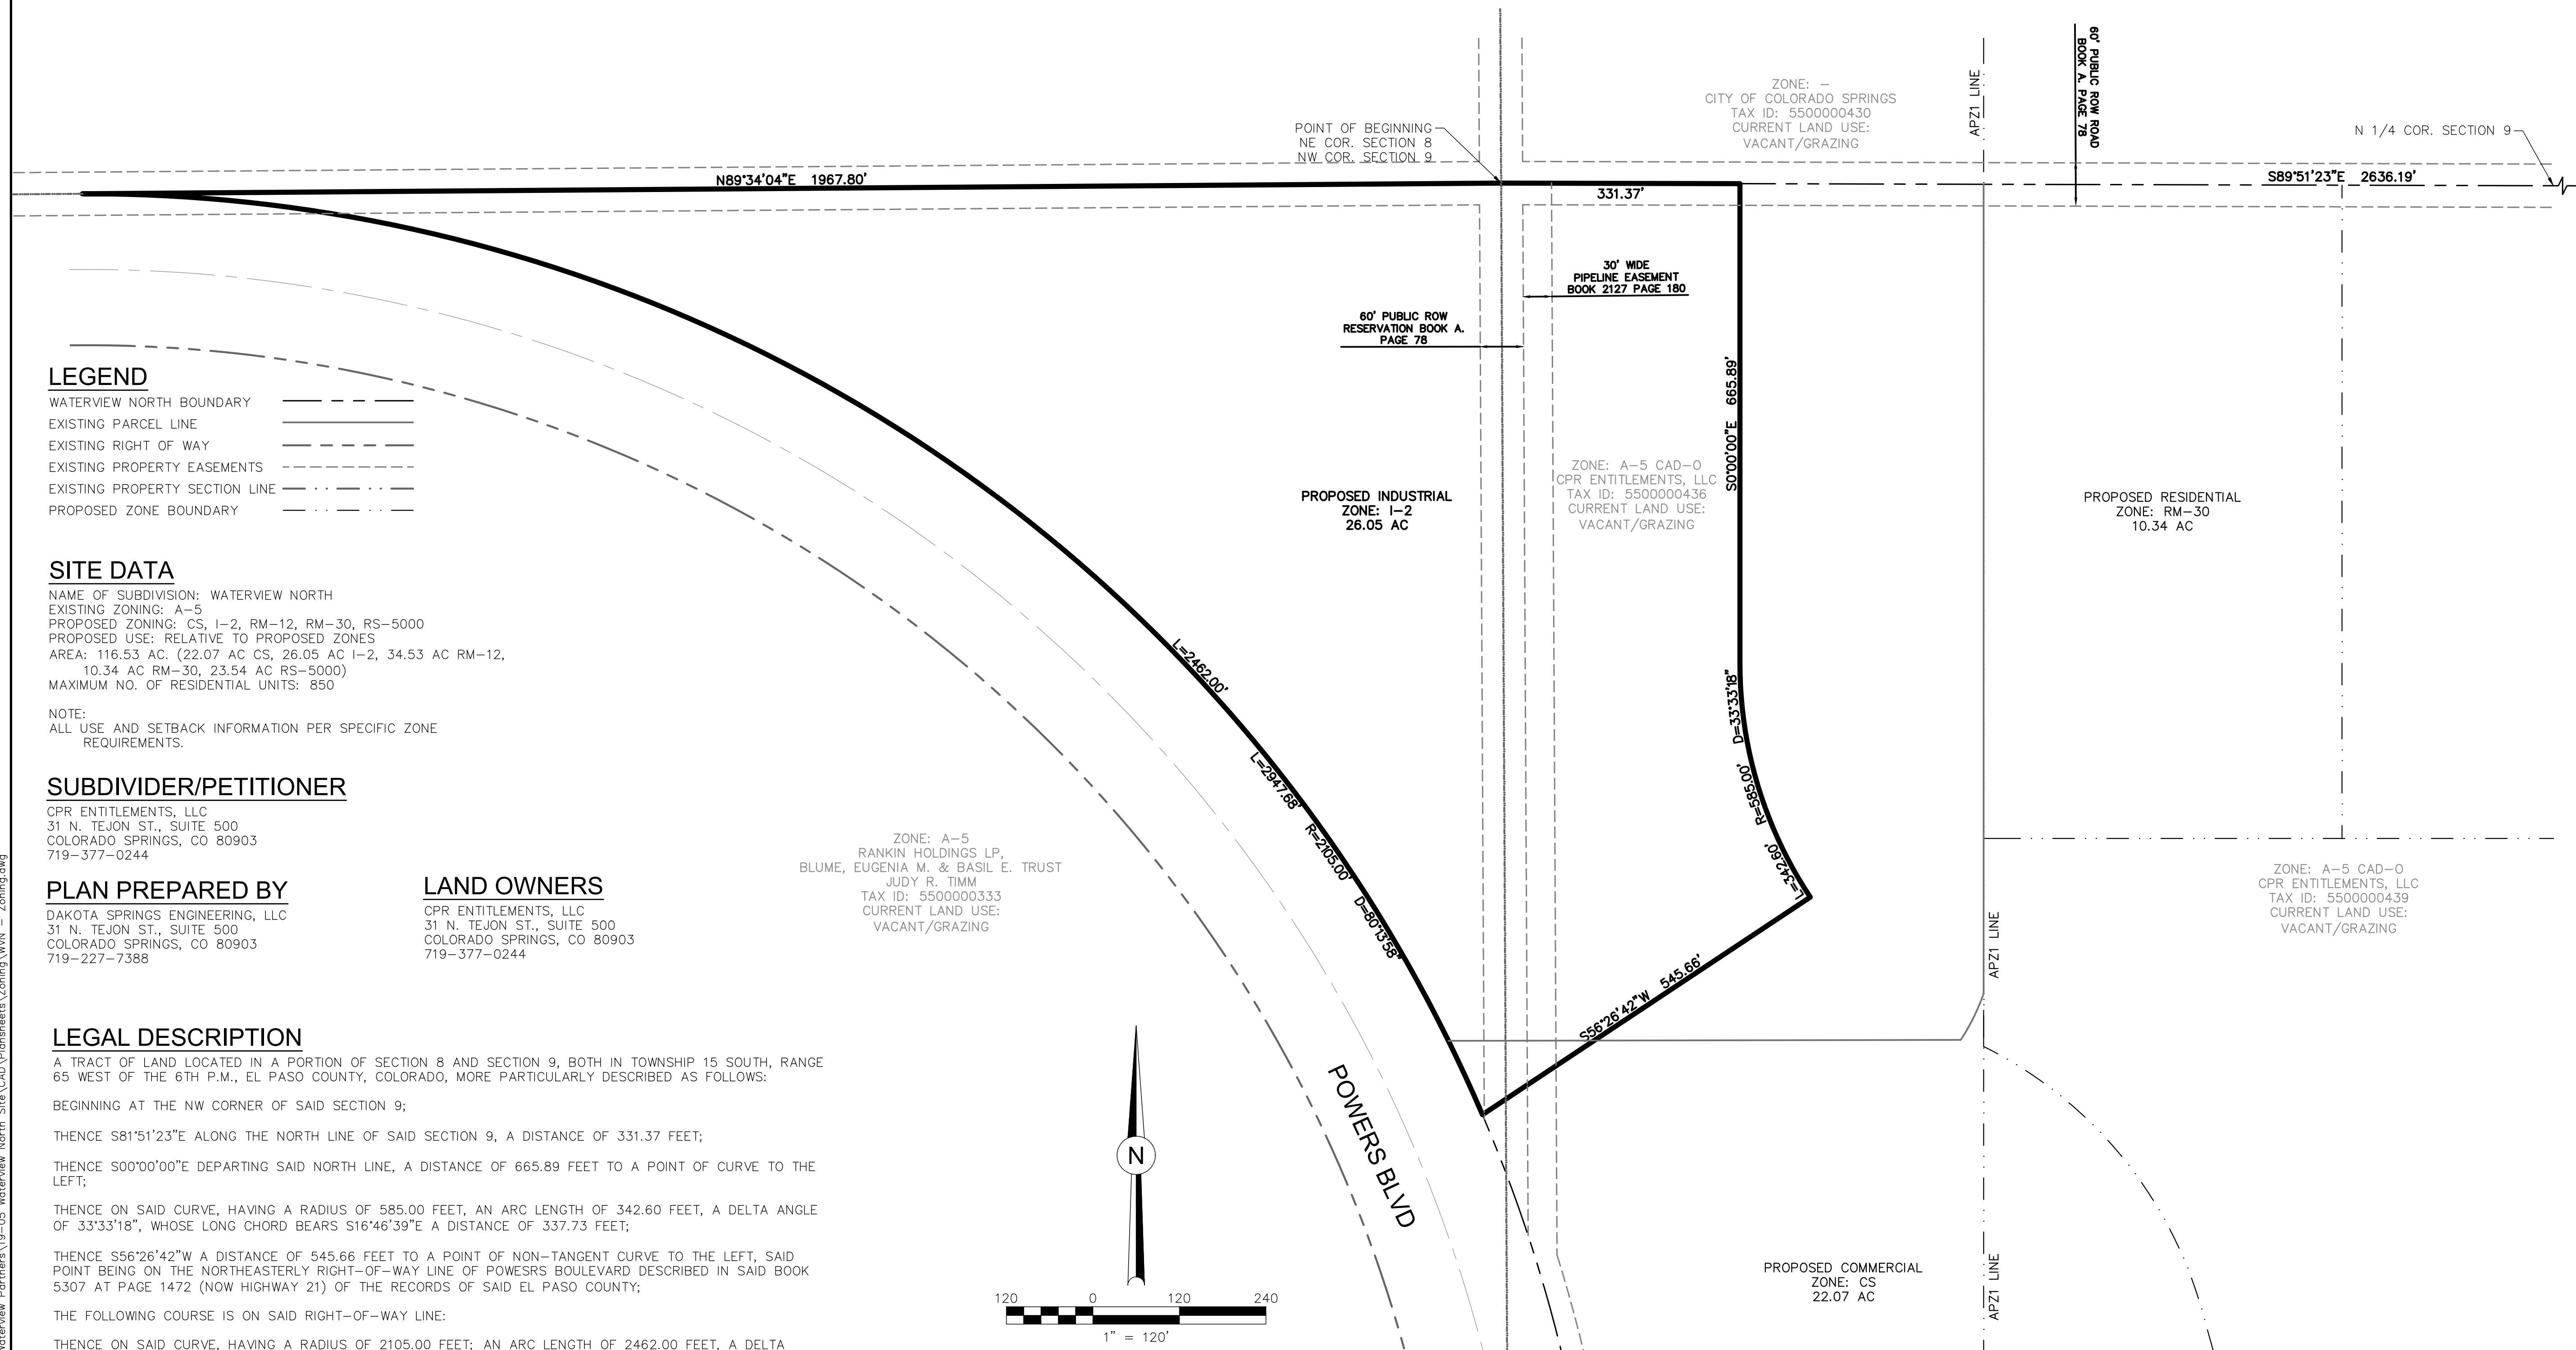 60' PUBLIC ROW ROAD
BOOK A. PAGE 78
APZ1 LINE
ZONE: –
CITY OF COLORADO SPRINGS
TAX ID: 5500000430
CURRENT LAND USE:
VACANT/GRAZING
POINT OF BEGINNING
NE COR. SECTION 8
NW COR. SECTION 9
N 1/4 COR. SECTION 9
N89°34'04"E 1967.80'
331.37'
S89°51'23"E 2636.19'
30' WIDE
PIPELINE EASEMENT
BOOK 2127 PAGE 180
60' PUBLIC ROW
RESERVATION BOOK A.
PAGE 78
S0°00'00"E 665.89'
LEGEND
WATERVIEW NORTH BOUNDARY
EXISTING PARCEL LINE
EXISTING RIGHT OF WAY
EXISTING PROPERTY EASEMENTS
EXISTING PROPERTY SECTION LINE
PROPOSED ZONE BOUNDARY
PROPOSED INDUSTRIAL
ZONE: I-2
26.05 AC
ZONE: A-5 CAD-O
CPR ENTITLEMENTS, LLC
TAX ID: 5500000436
CURRENT LAND USE:
VACANT/GRAZING
PROPOSED RESIDENTIAL
ZONE: RM-30
10.34 AC
SITE DATA
NAME OF SUBDIVISION: WATERVIEW NORTH
EXISTING ZONING: A-5
PROPOSED ZONING: CS, I-2, RM-12, RM-30, RS-5000
PROPOSED USE: RELATIVE TO PROPOSED ZONES
AREA: 116.53 AC. (22.07 AC CS, 26.05 AC I-2, 34.53 AC RM-12,
10.34 AC RM-30, 23.54 AC RS-5000)
MAXIMUM NO. OF RESIDENTIAL UNITS: 850
NOTE:
ALL USE AND SETBACK INFORMATION PER SPECIFIC ZONE
REQUIREMENTS.
L=2462.00'
L=2947.68'
R=2105.00'
D=80°13'58"
D=33°33'18"
R=585.00'
L=342.60'
SUBDIVIDER/PETITIONER
CPR ENTITLEMENTS, LLC
31 N. TEJON ST., SUITE 500
COLORADO SPRINGS, CO 80903
719-377-0244
PLAN PREPARED BY
DAKOTA SPRINGS ENGINEERING, LLC
31 N. TEJON ST., SUITE 500
COLORADO SPRINGS, CO 80903
719-227-7388
LAND OWNERS
CPR ENTITLEMENTS, LLC
31 N. TEJON ST., SUITE 500
COLORADO SPRINGS, CO 80903
719-377-0244
ZONE: A-5
RANKIN HOLDINGS LP,
BLUME, EUGENIA M. & BASIL E. TRUST
JUDY R. TIMM
TAX ID: 5500000333
CURRENT LAND USE:
VACANT/GRAZING
ZONE: A-5 CAD-O
CPR ENTITLEMENTS, LLC
TAX ID: 5500000439
CURRENT LAND USE:
VACANT/GRAZING
APZ1 LINE
S56°26'42"W 545.66'
LEGAL DESCRIPTION
A TRACT OF LAND LOCATED IN A PORTION OF SECTION 8 AND SECTION 9, BOTH IN TOWNSHIP 15 SOUTH, RANGE
65 WEST OF THE 6TH P.M., EL PASO COUNTY, COLORADO, MORE PARTICULARLY DESCRIBED AS FOLLOWS:
BEGINNING AT THE NW CORNER OF SAID SECTION 9;
THENCE S81°51'23"E ALONG THE NORTH LINE OF SAID SECTION 9, A DISTANCE OF 331.37 FEET;
THENCE S00°00'00"E DEPARTING SAID NORTH LINE, A DISTANCE OF 665.89 FEET TO A POINT OF CURVE TO THE
LEFT;
THENCE ON SAID CURVE, HAVING A RADIUS OF 585.00 FEET, AN ARC LENGTH OF 342.60 FEET, A DELTA ANGLE
OF 33°33'18", WHOSE LONG CHORD BEARS S16°46'39"E A DISTANCE OF 337.73 FEET;
THENCE S56°26'42"W A DISTANCE OF 545.66 FEET TO A POINT OF NON-TANGENT CURVE TO THE LEFT, SAID
POINT BEING ON THE NORTHEASTERLY RIGHT-OF-WAY LINE OF POWESRS BOULEVARD DESCRIBED IN SAID BOOK
5307 AT PAGE 1472 (NOW HIGHWAY 21) OF THE RECORDS OF SAID EL PASO COUNTY;
THE FOLLOWING COURSE IS ON SAID RIGHT-OF-WAY LINE:
THENCE ON SAID CURVE, HAVING A RADIUS OF 2105.00 FEET; AN ARC LENGTH OF 2462.00 FEET, A DELTA
POWERS BLVD
N
120 0 120 240
1" = 120'
PROPOSED COMMERCIAL
ZONE: CS
22.07 AC
APZ1 LINE
Waterview North Site\CAD\Plansheets\Zoning\WVN - Zoning.dwg